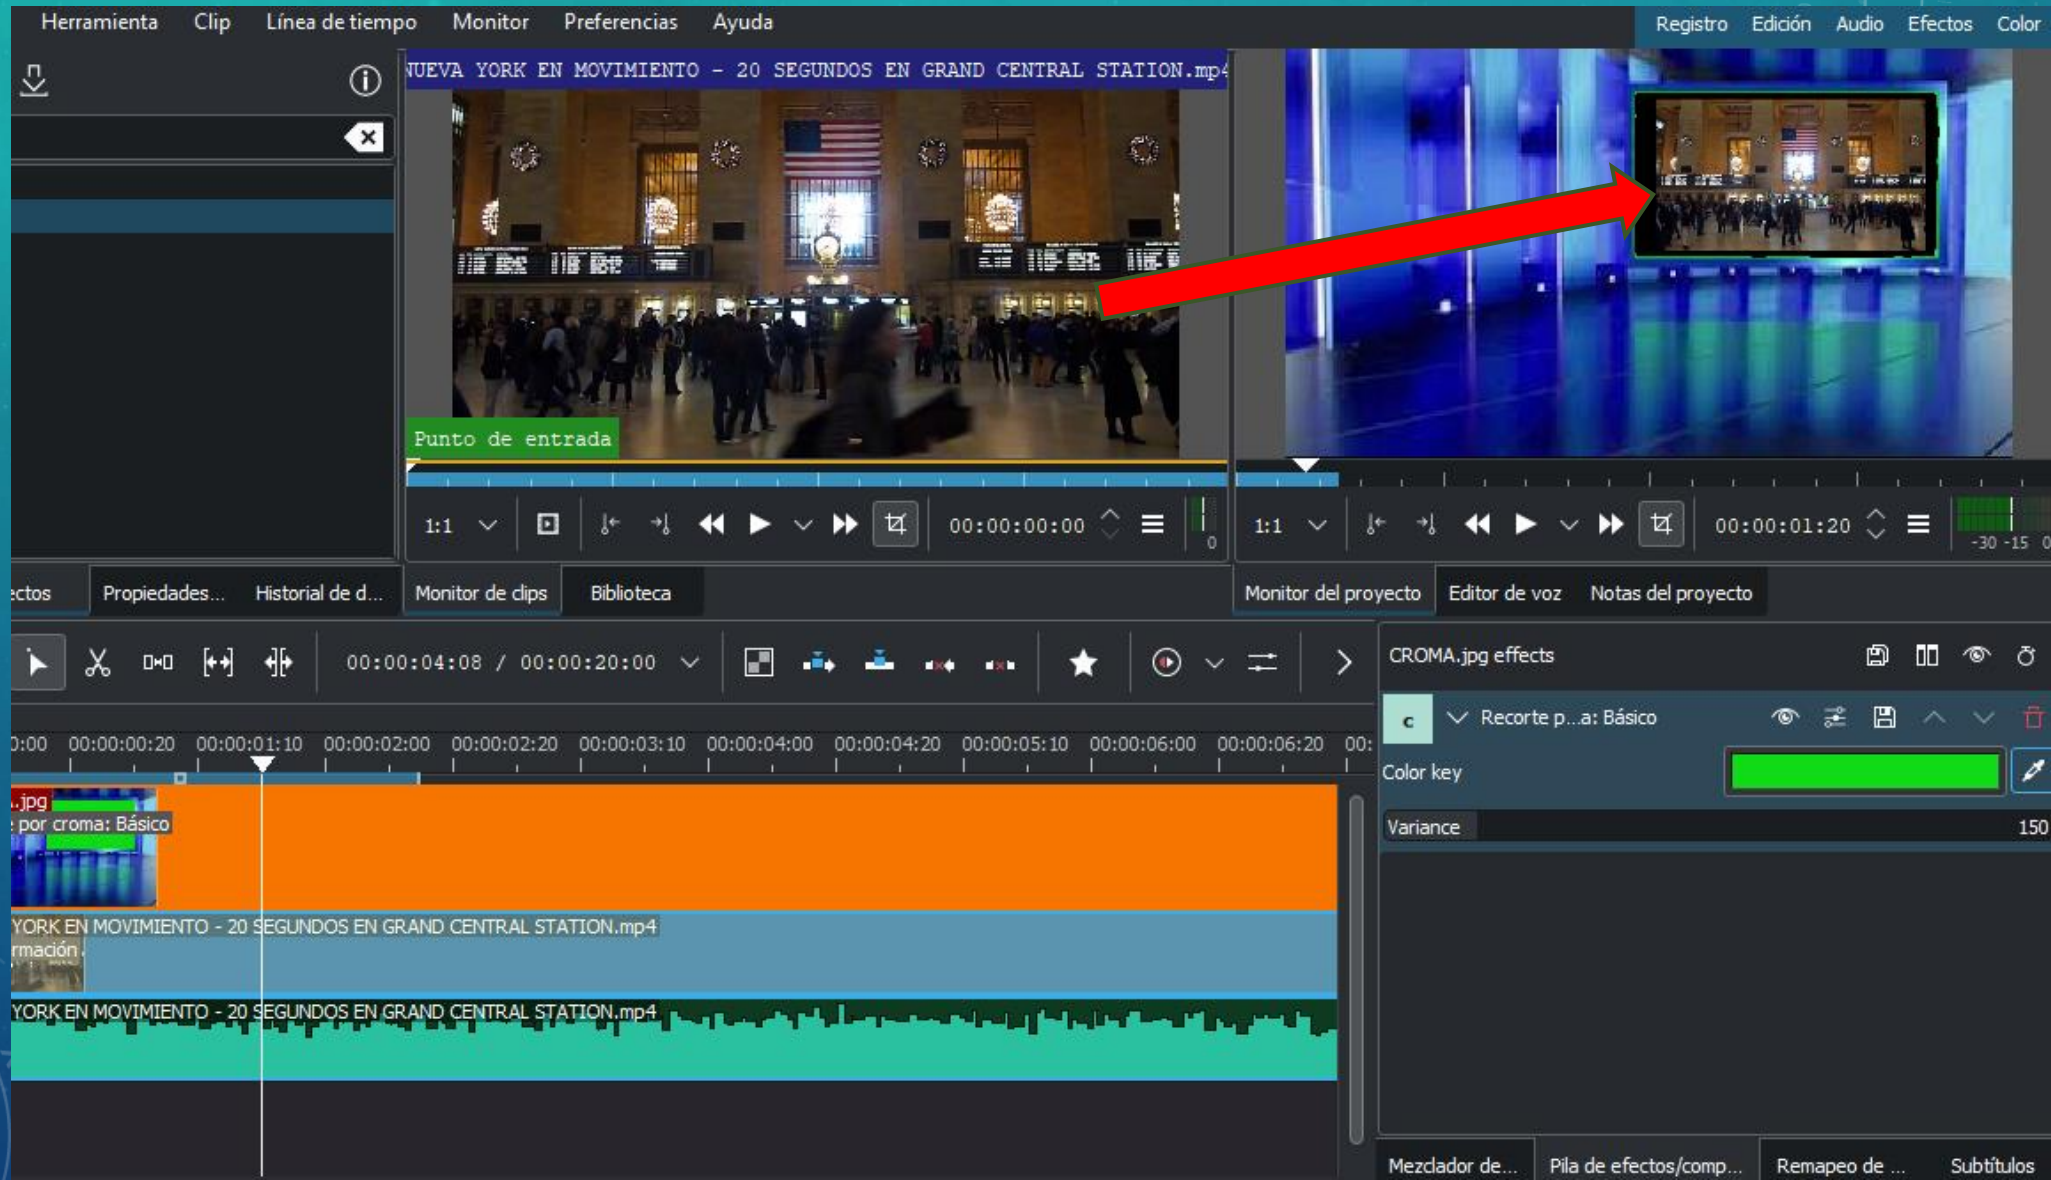 Herramienta Clip Línea de tiempo Monitor Preferencias Ayuda
Registro Edición Audio Efectos Color
NUEVA YORK EN MOVIMIENTO - 20 SEGUNDOS EN GRAND CENTRAL STATION.mp4
Punto de entrada
1:1 00:00:00:00 0
1:1 00:00:01:20 -30 -15 0
ectos Propiedades... Historial de d... Monitor de clips Biblioteca
Monitor del proyecto Editor de voz Notas del proyecto
00:00:04:08 / 00:00:20:00
CROMA.jpg effects
c Recorte p...a: Básico
Color key
Variance 150
0:00 00:00:00:20 00:00:01:10 00:00:02:00 00:00:02:20 00:00:03:10 00:00:04:00 00:00:04:20 00:00:05:10 00:00:06:00 00:00:06:20 00:
.jpg
por croma: Básico
YORK EN MOVIMIENTO - 20 SEGUNDOS EN GRAND CENTRAL STATION.mp4
rmación
YORK EN MOVIMIENTO - 20 SEGUNDOS EN GRAND CENTRAL STATION.mp4
Mezclador de... Pila de efectos/comp... Remapeo de ... Subtítulos